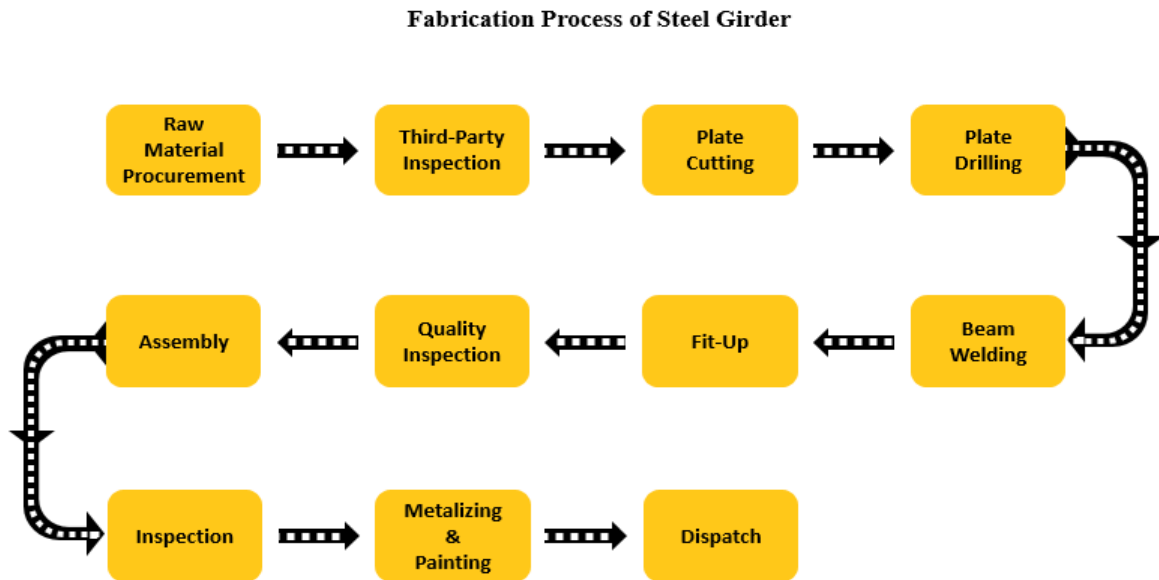 Fabrication Process of Steel Girder
Raw
Material
Procurement
Third-Party
Inspection
Plate
Cutting
Plate
Drilling
Beam
Welding
Fit-Up
Quality
Inspection
Assembly
Inspection
Metalizing
&
Painting
Dispatch